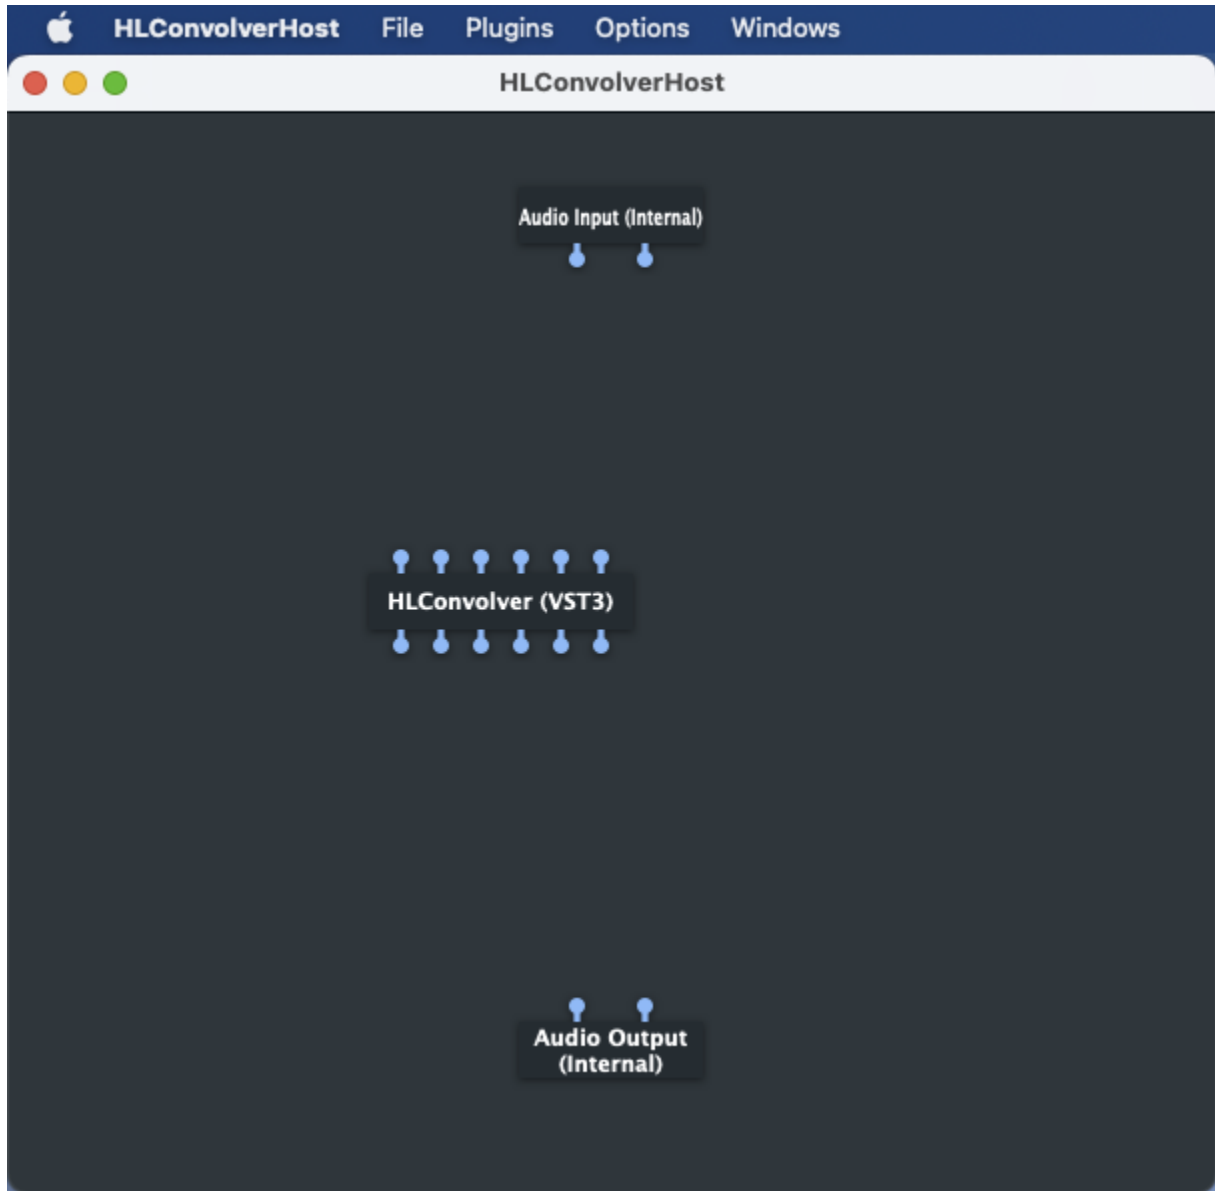 HLConvolverHost File Plugins Options Windows
HLConvolverHost
Audio Input (Internal)
HLConvolver (VST3)
Audio Output
(Internal)